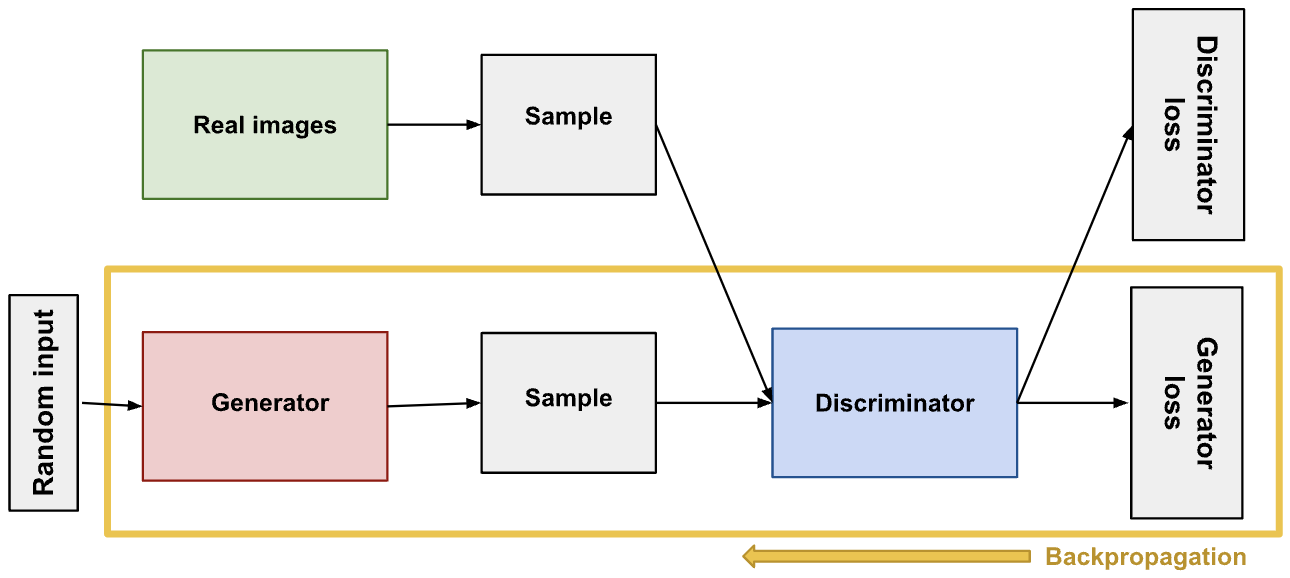 Real images
Sample
Discriminator
loss
Random input
Generator
Sample
Discriminator
Generator
loss
Backpropagation